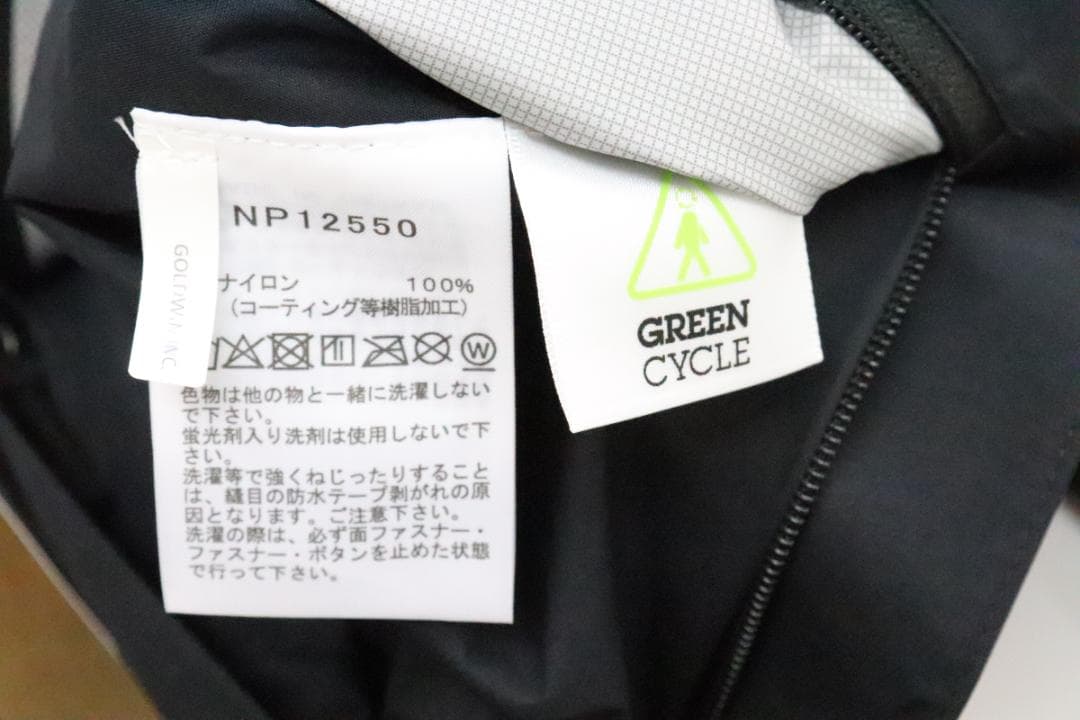 NP12550
ナイロン 100%
(コーティング等樹脂加工)
W
色物は他の物と一緒に洗濯しない
で下さい。
蛍光剤入り洗剤は使用しないで下
さい。
洗濯等で強くねじったりすること
は、縫目の防水テープ剥がれの原
因となります。ご注意下さい。
洗濯の際は、必ず面ファスナー・
ファスナー・ボタンを止めた状態
で行って下さい。
GOLDWIN INC
GREEN
CYCLE